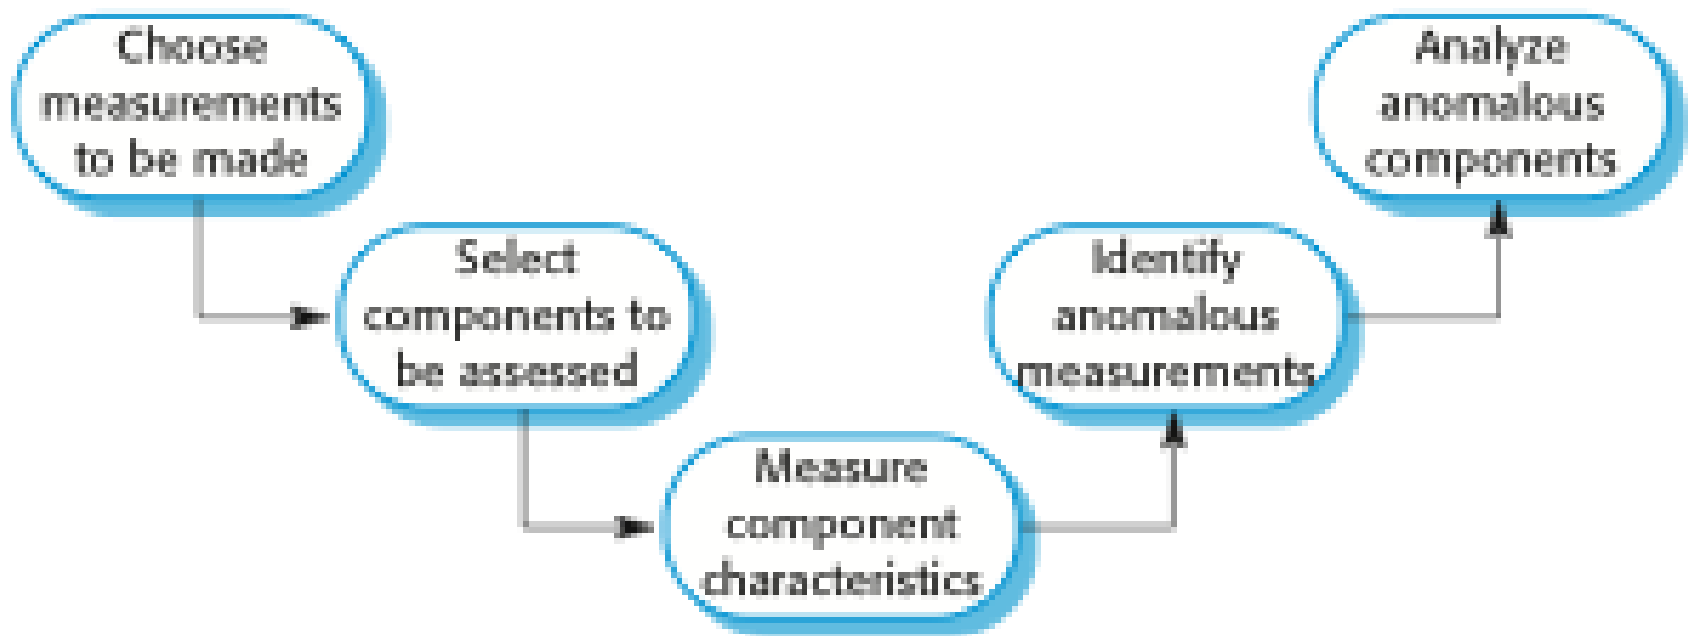 Choose
measurements
to be made
Select
components to
be assessed
Measure
component
characteristics
Identify
anomalous
measurements
Analyze
anomalous
components